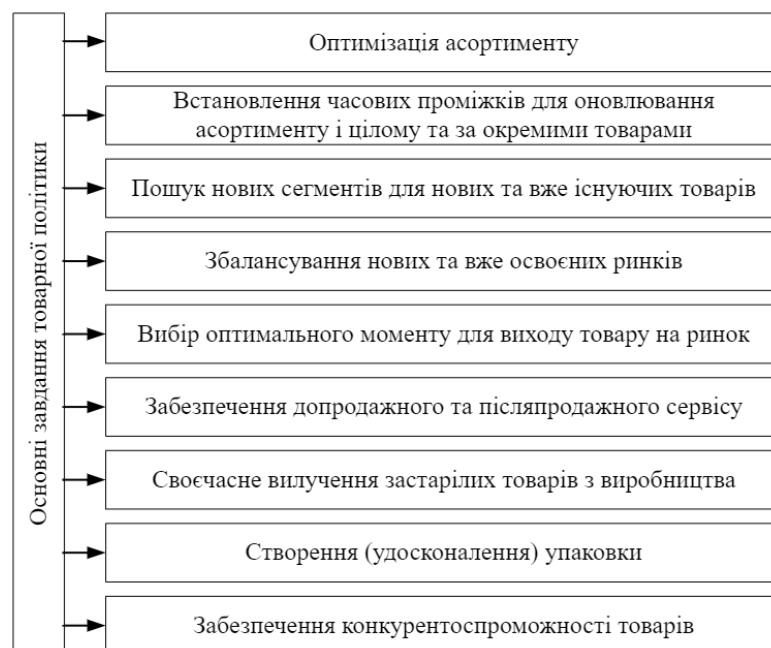 Основні завдання товарної політики
Оптимізація асортименту
Встановлення часових проміжків для оновлювання
асортименту і цілому та за окремими товарами
Пошук нових сегментів для нових та вже існуючих товарів
Збалансування нових та вже освоєних ринків
Вибір оптимального моменту для виходу товару на ринок
Забезпечення допродажного та післяпродажного сервісу
Своєчасне вилучення застарілих товарів з виробництва
Створення (удосконалення) упаковки
Забезпечення конкурентоспроможності товарів